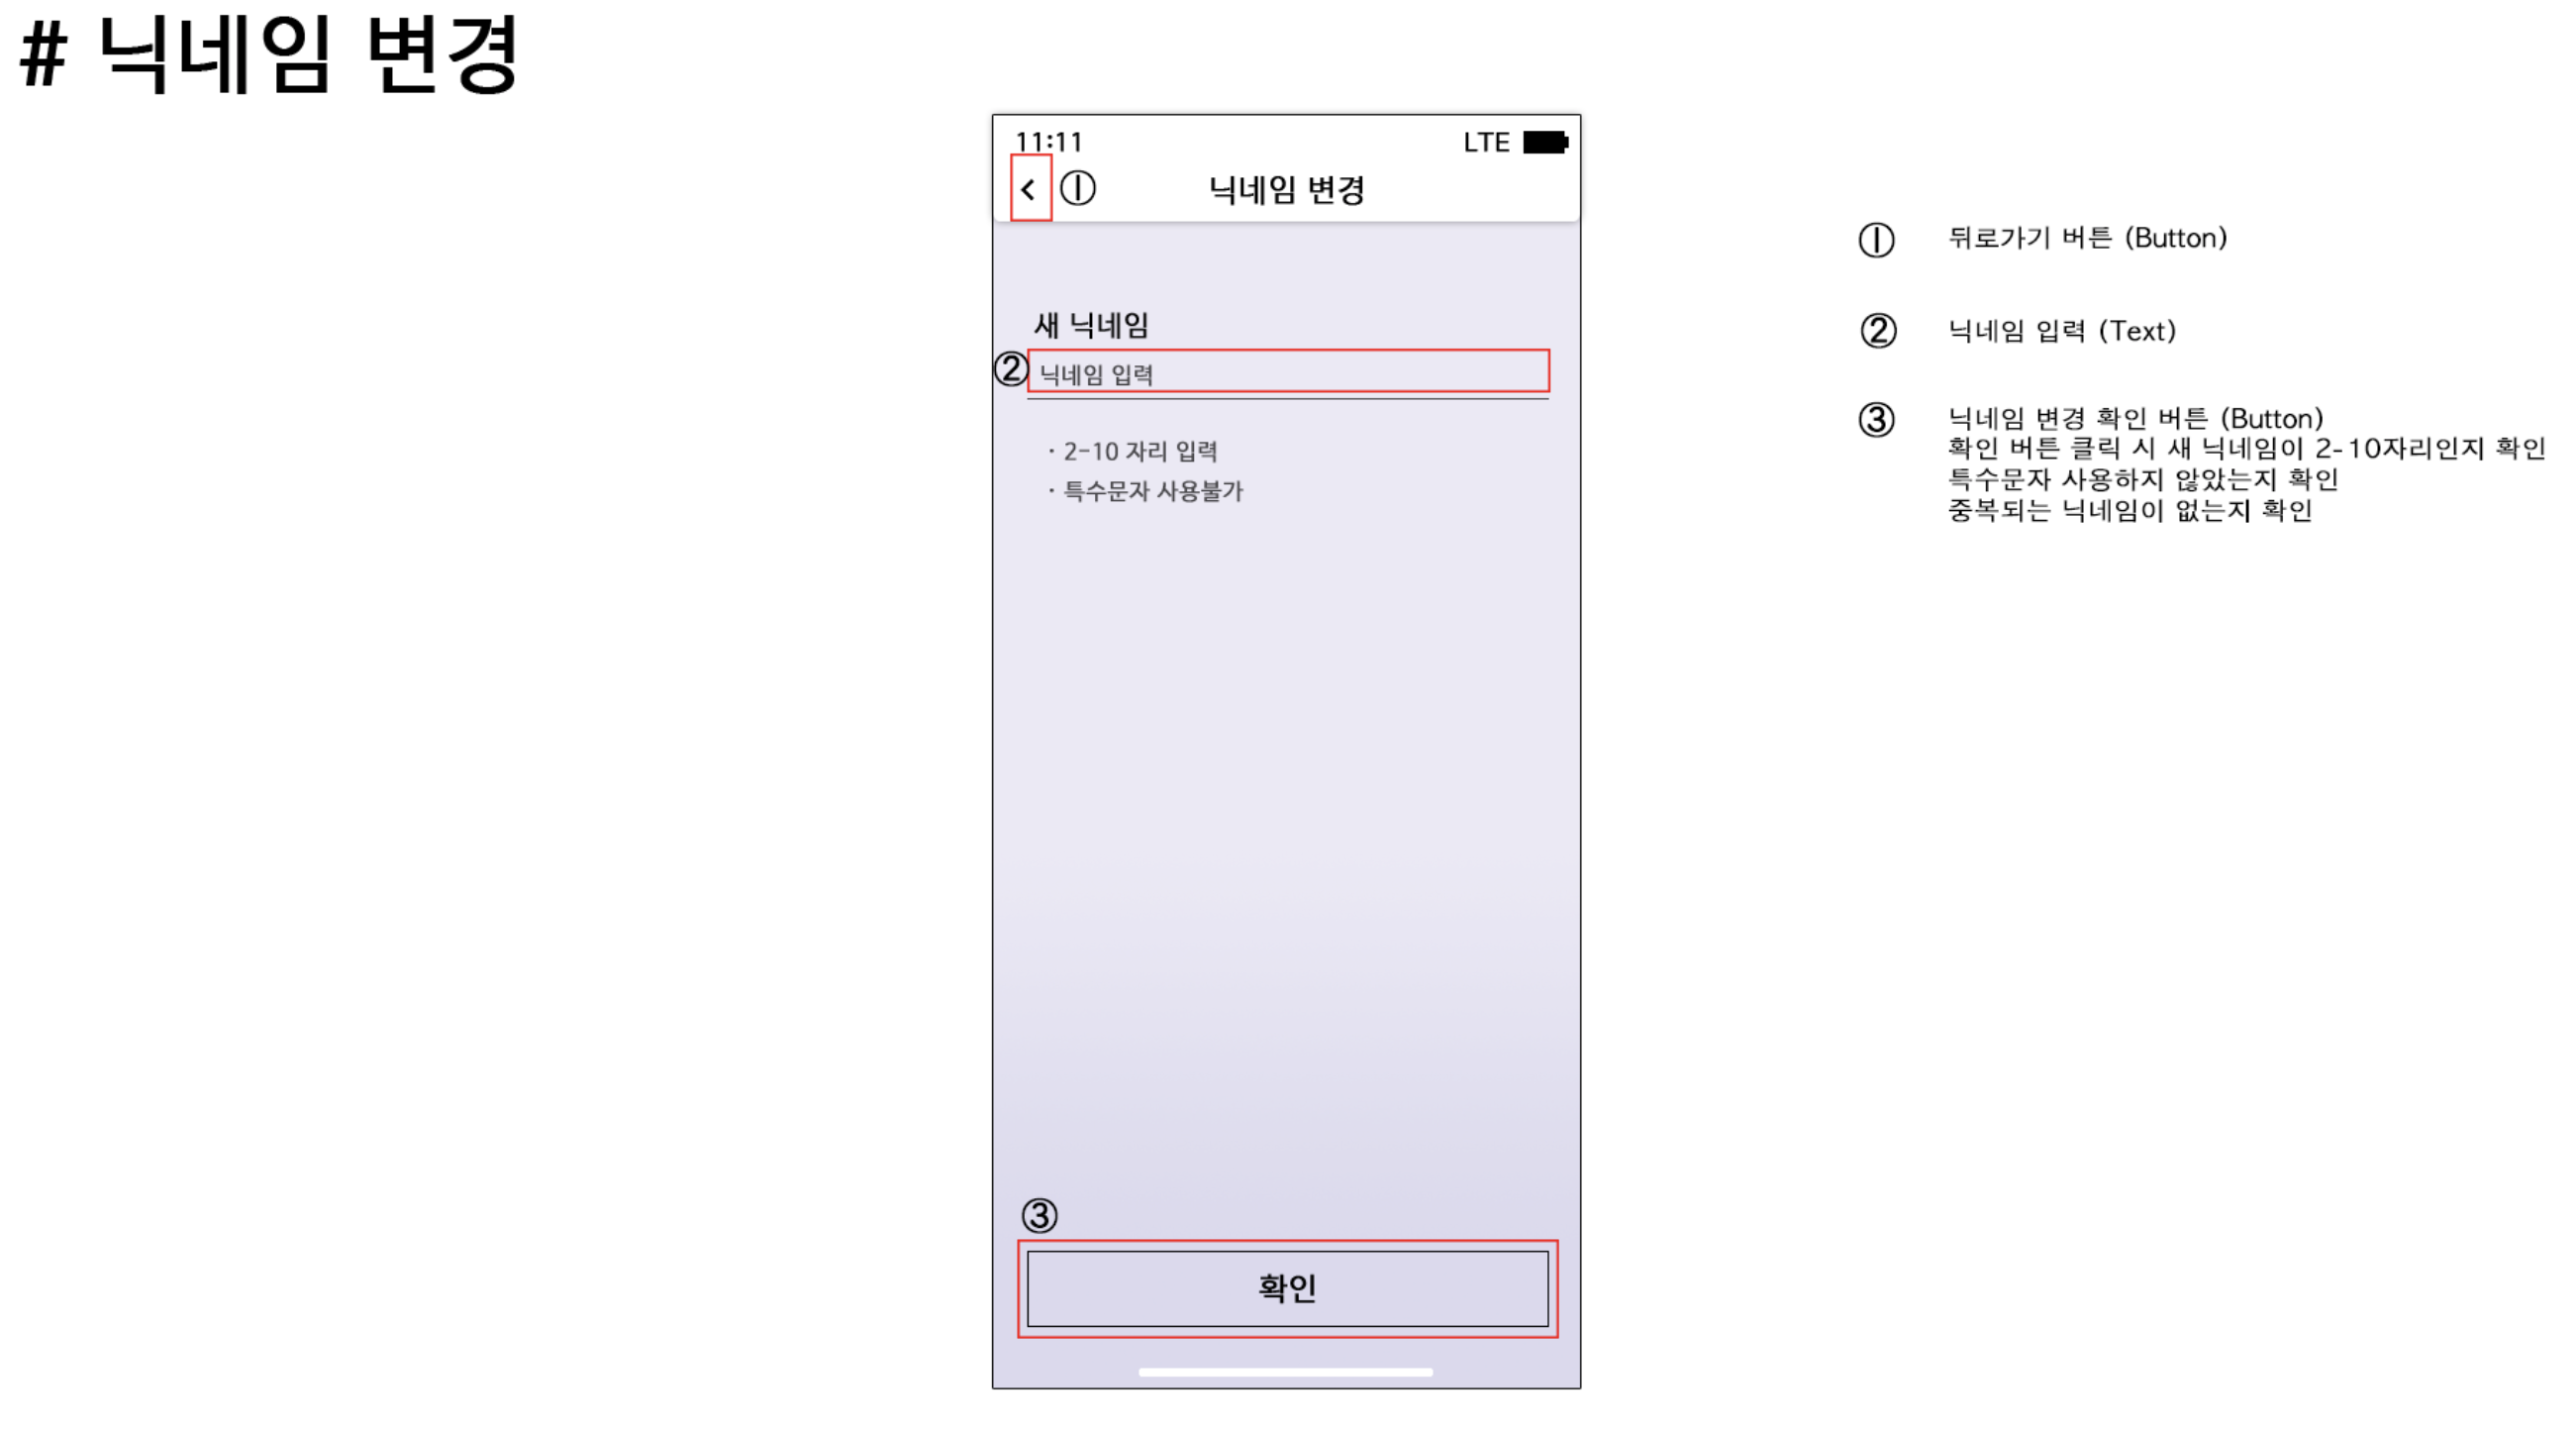 # 닉네임 변경
11:11 LTE
< ① 닉네임 변경
새 닉네임
② 닉네임 입력
· 2-10 자리 입력
· 특수문자 사용불가
③
확인
① 뒤로가기 버튼 (Button)
② 닉네임 입력 (Text)
③ 닉네임 변경 확인 버튼 (Button)
확인 버튼 클릭 시 새 닉네임이 2-10자리인지 확인
특수문자 사용하지 않았는지 확인
중복되는 닉네임이 없는지 확인